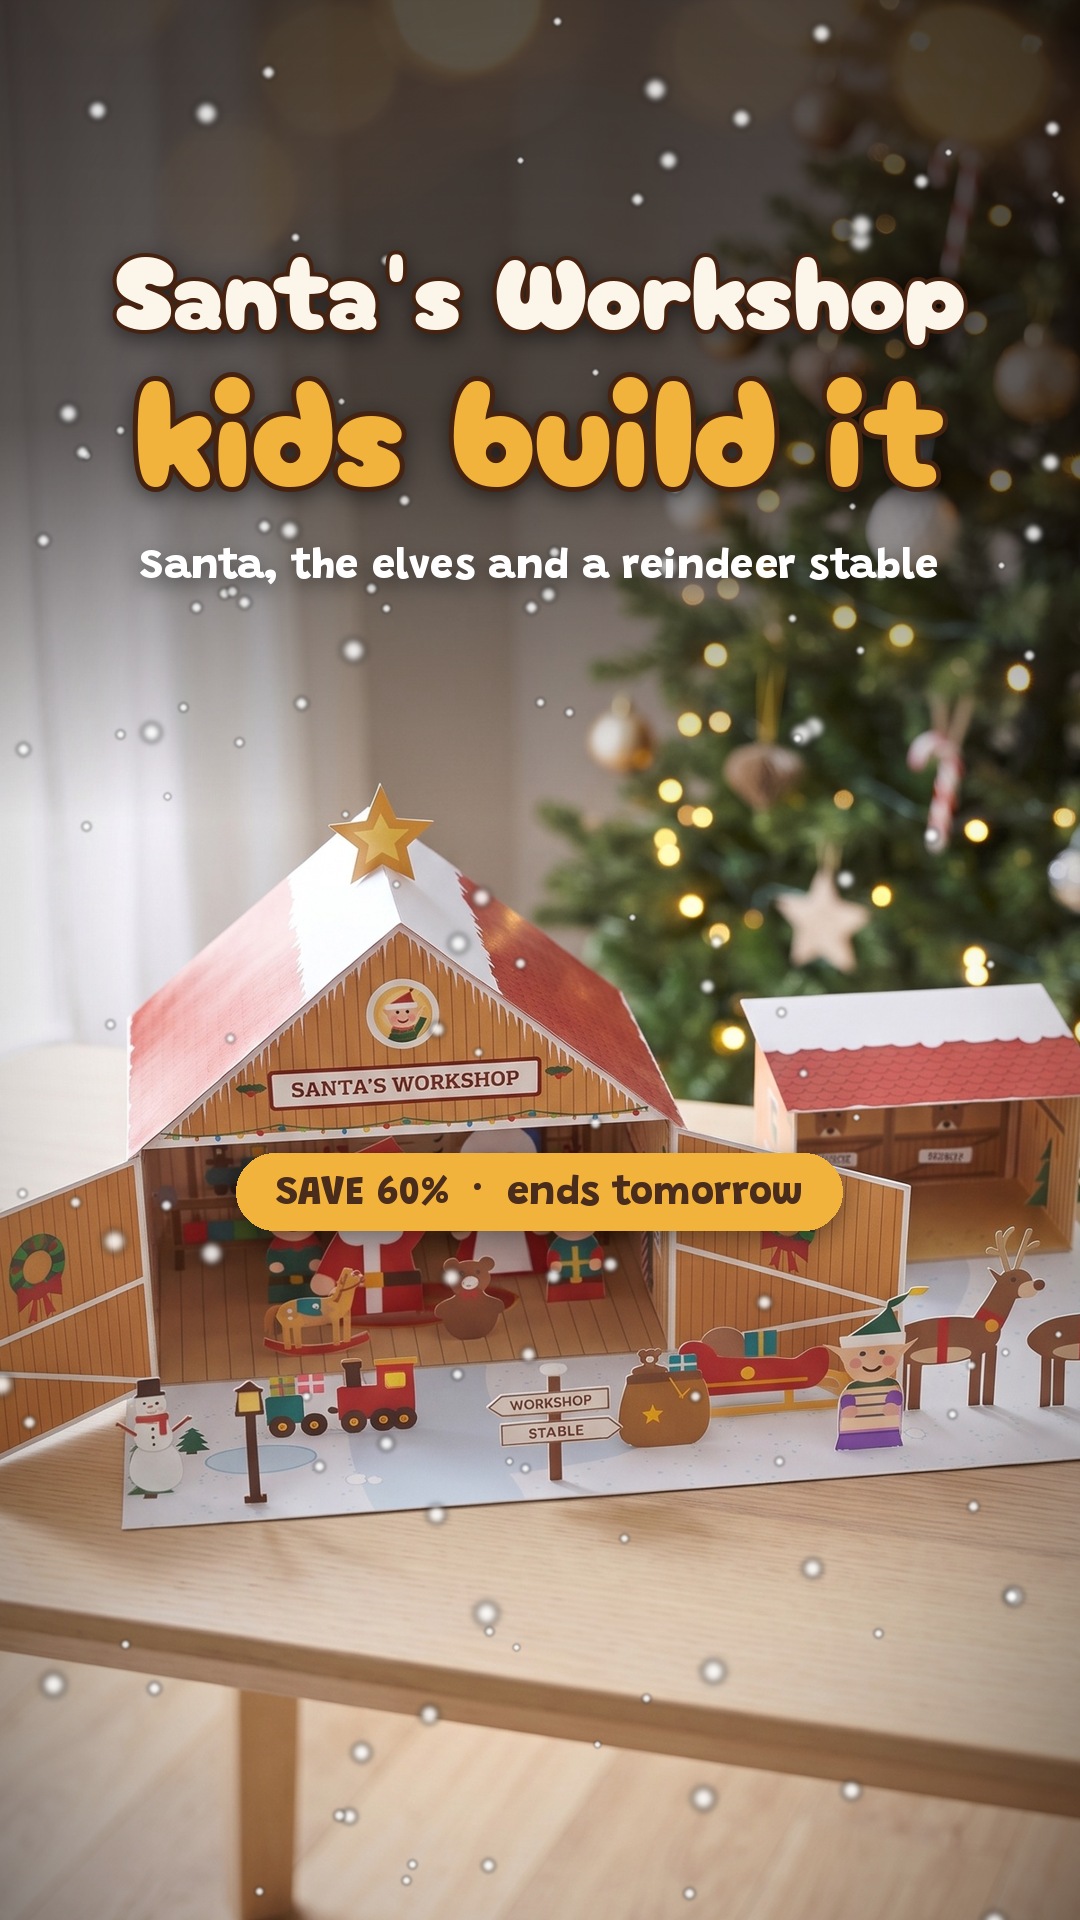 Santa's Workshop
kids build it
Santa, the elves and a reindeer stable
SANTA'S WORKSHOP
SAVE 60% · ends tomorrow
WORKSHOP
STABLE